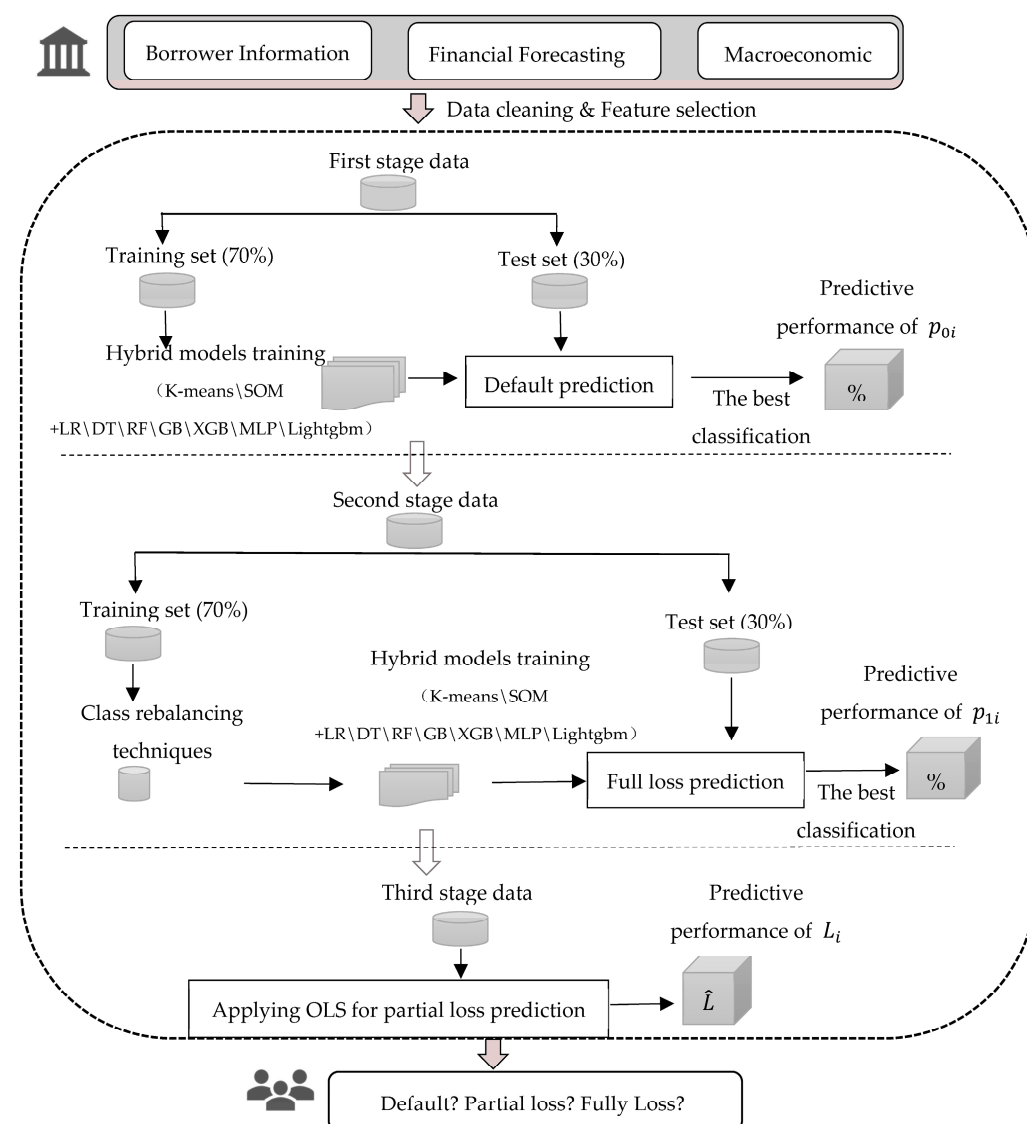 Borrower Information
Financial Forecasting
Macroeconomic
Data cleaning & Feature selection
First stage data
Training set (70%)
Test set (30%)
Predictive
performance of p0i
Hybrid models training
（K-means\SOM
+LR\DT\RF\GB\XGB\MLP\Lightgbm）
Default prediction
The best
classification
%
Second stage data
Training set (70%)
Test set (30%)
Hybrid models training
（K-means\SOM
+LR\DT\RF\GB\XGB\MLP\Lightgbm）
Class rebalancing
techniques
Full loss prediction
Predictive
performance of p1i
The best
classification
%
Third stage data
Predictive
performance of Li
Applying OLS for partial loss prediction
L̂
Default? Partial loss? Fully Loss?